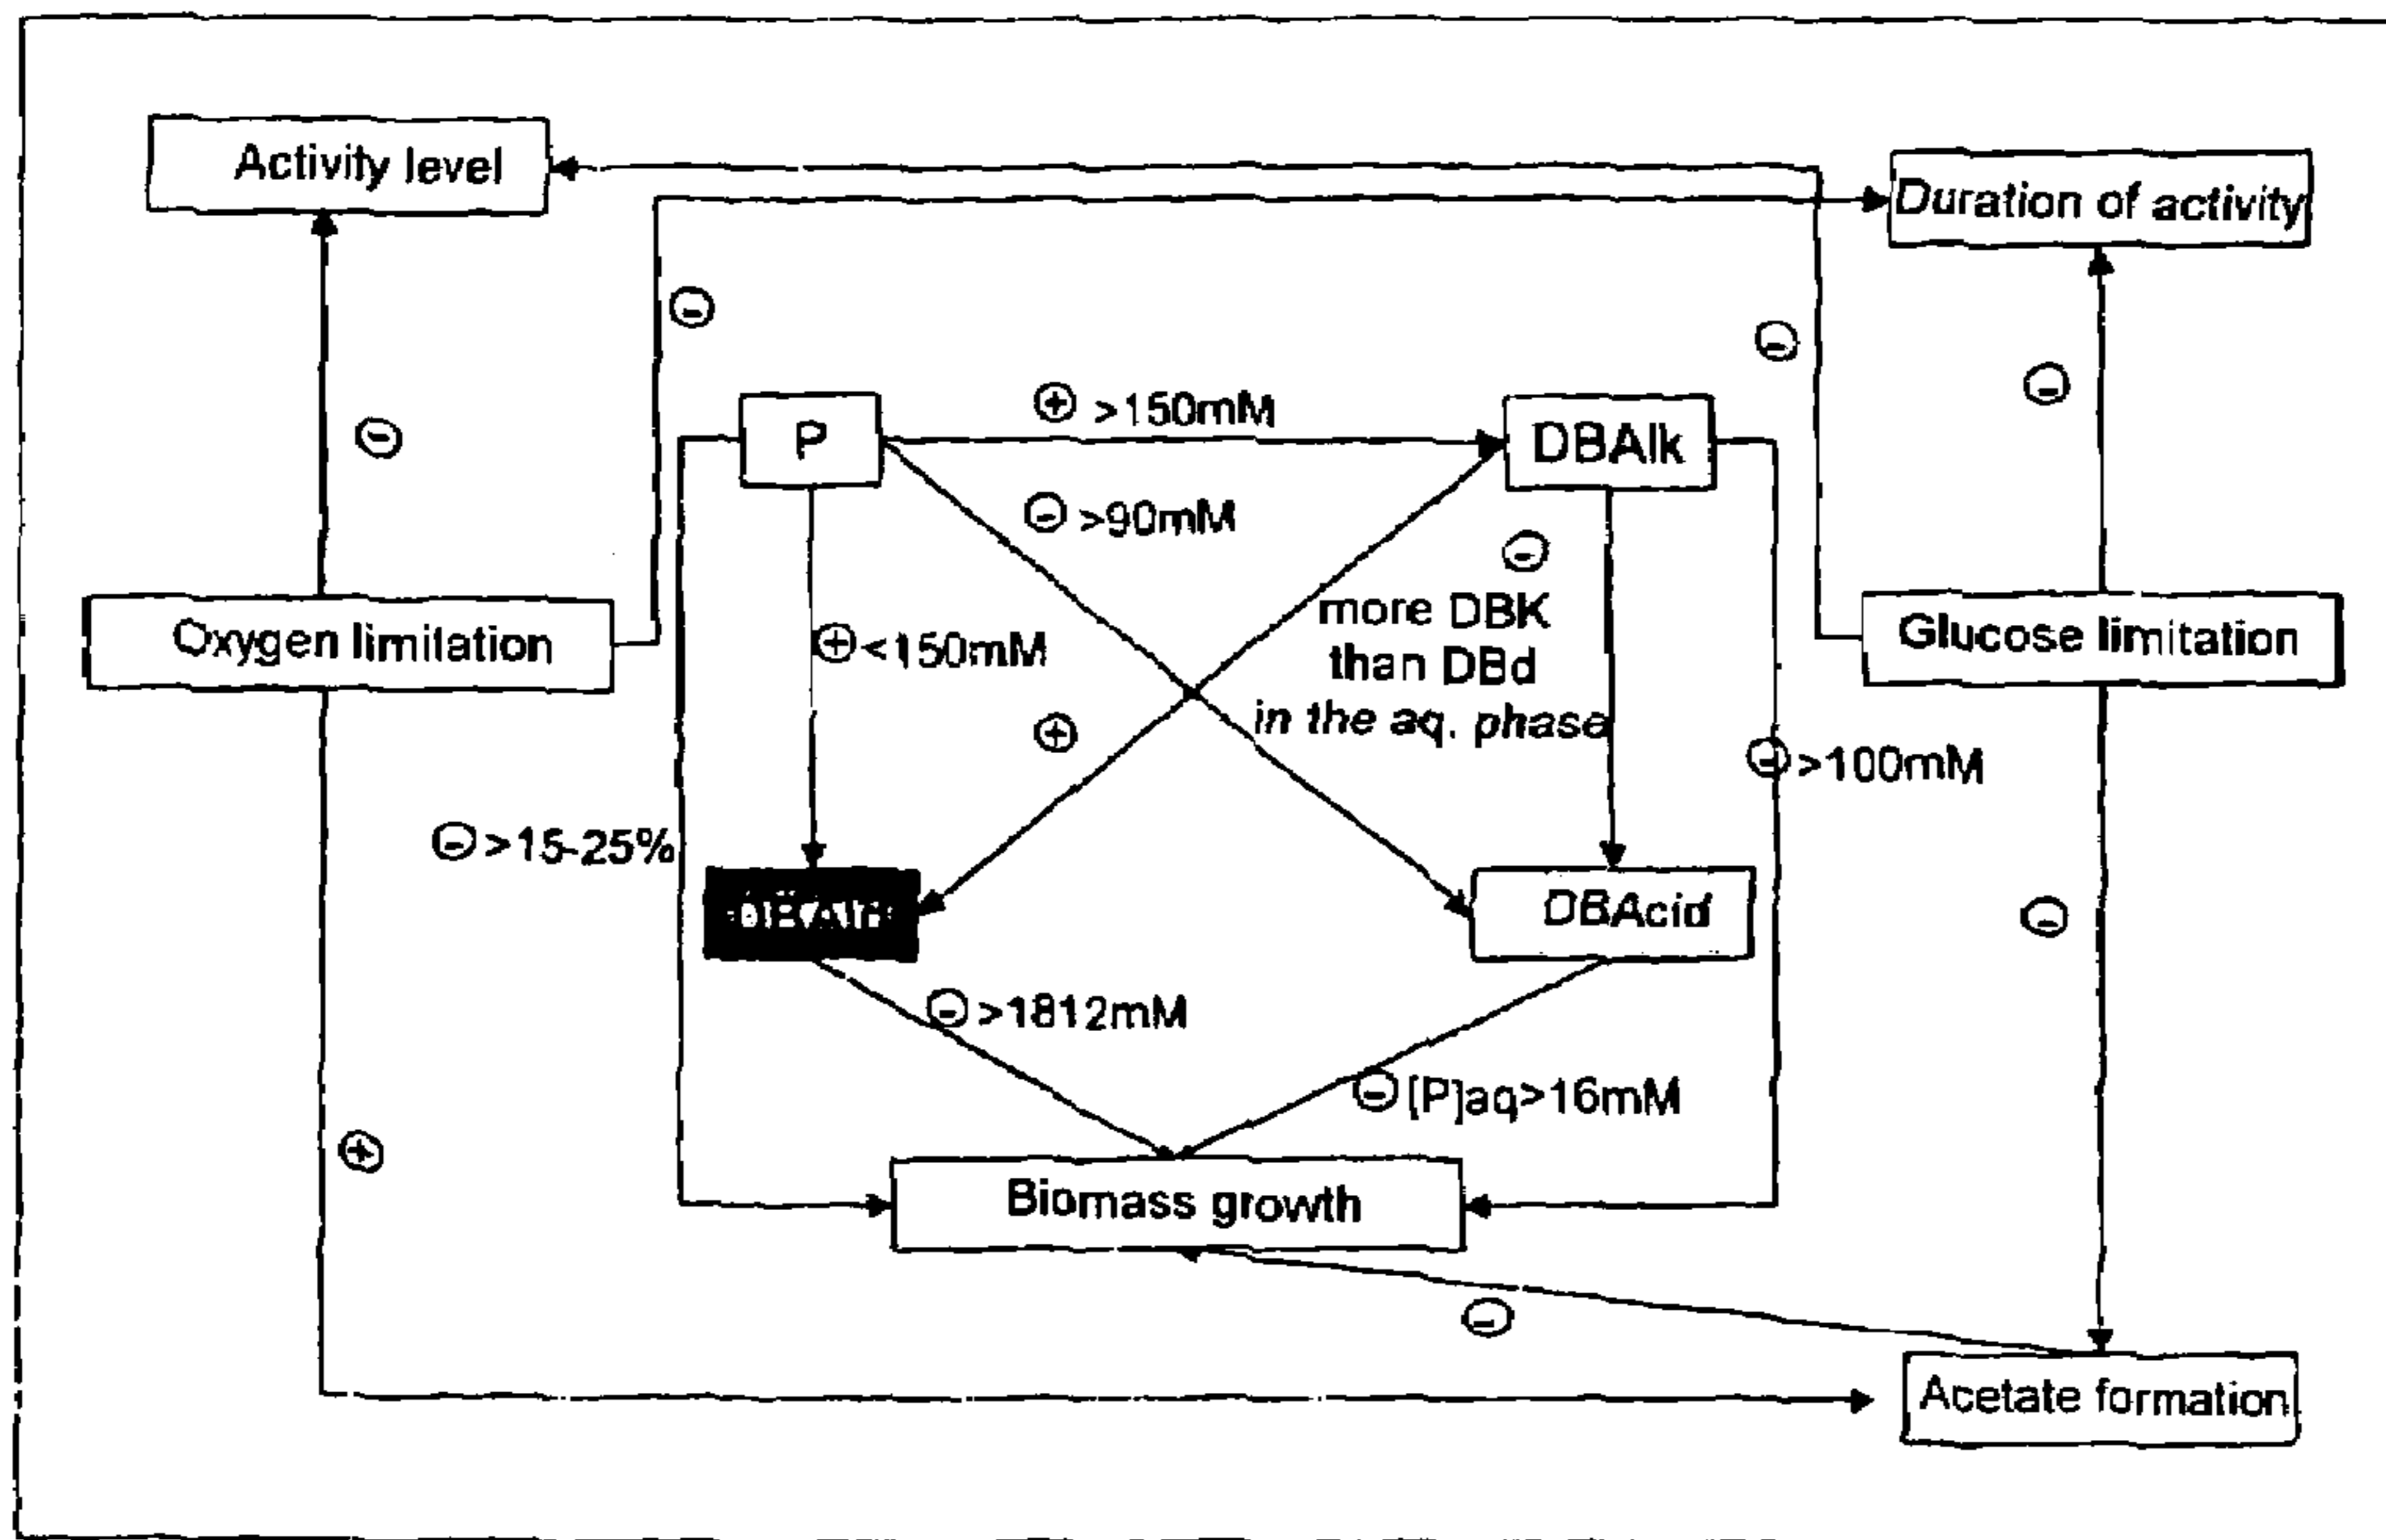 Activity level
Duration of activity
⊖
⊖
⊖
⊖
⊖
P
⊕ >150mM
DBAlk
⊖ >90mM
⊖
Oxygen limitation
⊕ <150mM
more DBK
than DBd
in the aq. phase
Glucose limitation
⊕
⊖ >100mM
⊖ >15-25%
DBAcid
⊖
⊖ >1812mM
⊖ [P]aq>16mM
⊕
Biomass growth
⊖
Acetate formation